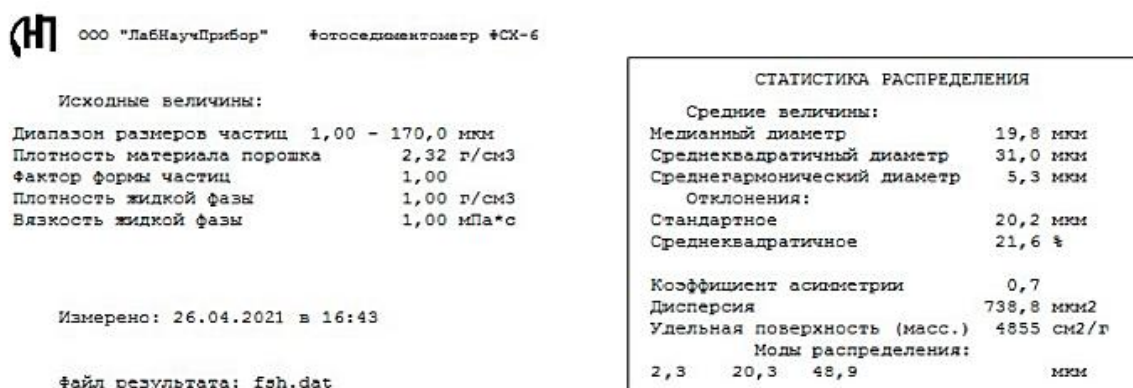 НП ООО "ЛабНаучПрибор" Фотоседиментометр ФСХ-6
Исходные величины:
Диапазон размеров частиц 1,00 - 170,0 мкм
Плотность материала порошка 2,32 г/см3
Фактор формы частиц 1,00
Плотность жидкой фазы 1,00 г/см3
Вязкость жидкой фазы 1,00 мПа*с
Измерено: 26.04.2021 в 16:43
Файл результата: fsh.dat
СТАТИСТИКА РАСПРЕДЕЛЕНИЯ
Средние величины:
Медианный диаметр 19,8 мкм
Среднеквадратичный диаметр 31,0 мкм
Среднегармонический диаметр 5,3 мкм
Отклонения:
Стандартное 20,2 мкм
Среднеквадратичное 21,6 %
Коэффициент асимметрии 0,7
Дисперсия 738,8 мкм2
Удельная поверхность (масс.) 4855 см2/г
Моды распределения:
2,3 20,3 48,9 мкм